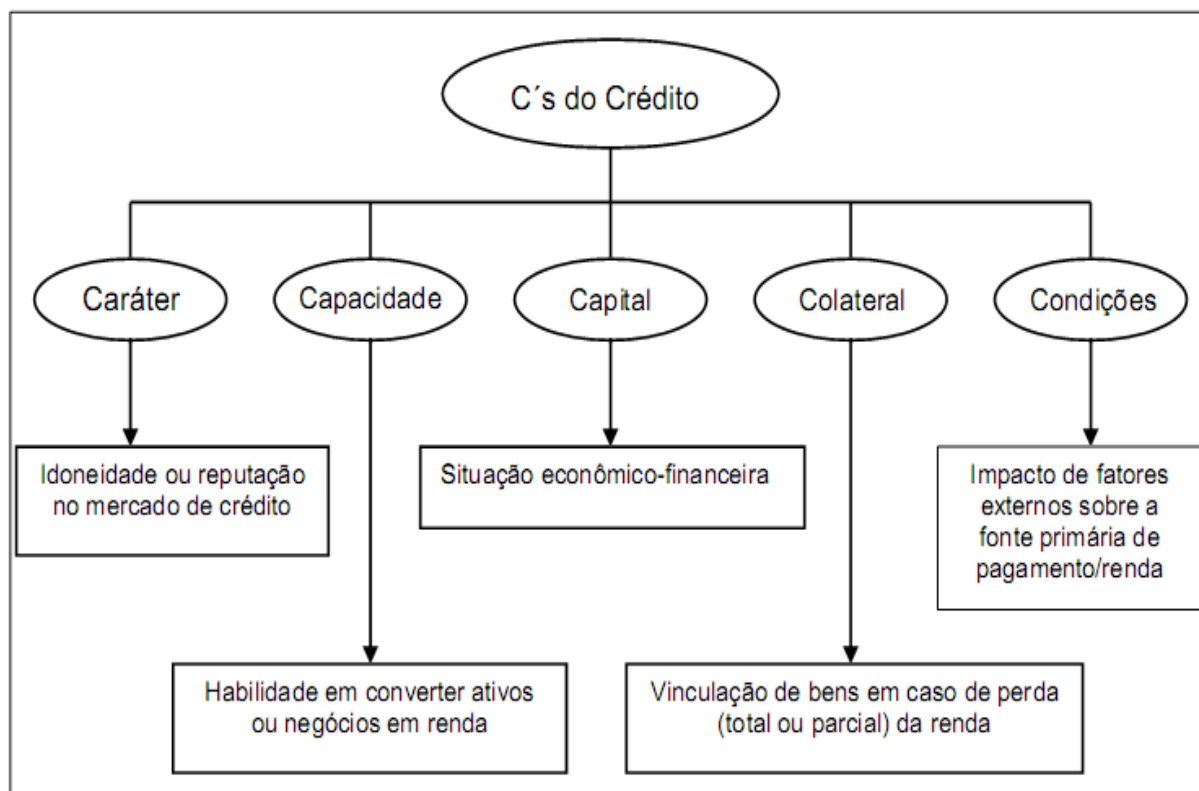 C´s do Crédito
Caráter
Capacidade
Capital
Colateral
Condições
Idoneidade ou reputação
no mercado de crédito
Situação econômico-financeira
Impacto de fatores
externos sobre a
fonte primária de
pagamento/renda
Habilidade em converter ativos
ou negócios em renda
Vinculação de bens em caso de perda
(total ou parcial) da renda